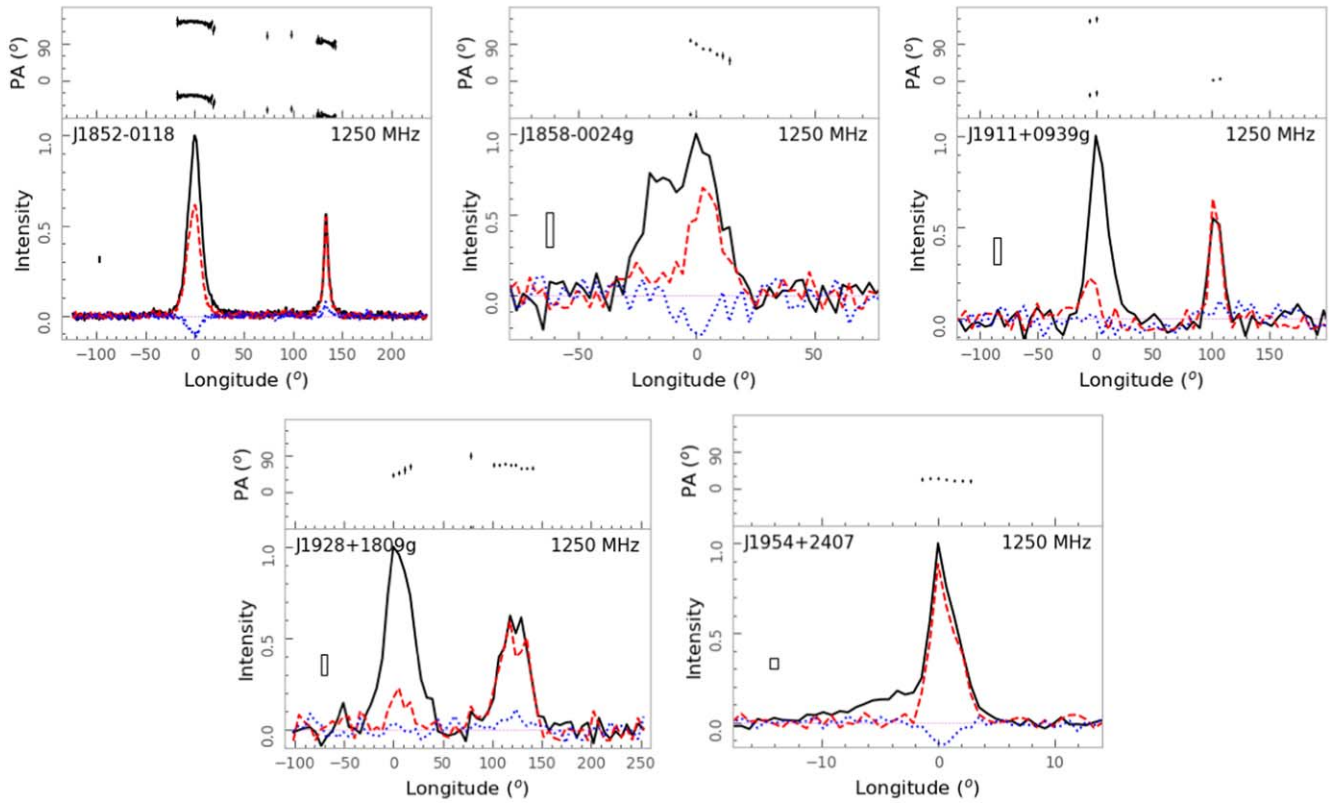 PA (°)
90
0
J1852-0118 1250 MHz
Intensity
1.0
0.5
0.0
−100 −50 0 50 100 150 200
Longitude (°)
PA (°)
90
0
J1858-0024g 1250 MHz
Intensity
1.0
0.5
0.0
−50 0 50
Longitude (°)
PA (°)
90
0
J1911+0939g 1250 MHz
Intensity
1.0
0.5
0.0
−100 −50 0 50 100 150
Longitude (°)
PA (°)
90
0
J1928+1809g 1250 MHz
Intensity
1.0
0.5
0.0
−100 −50 0 50 100 150 200 250
Longitude (°)
PA (°)
90
0
J1954+2407 1250 MHz
Intensity
1.0
0.5
0.0
−10 0 10
Longitude (°)